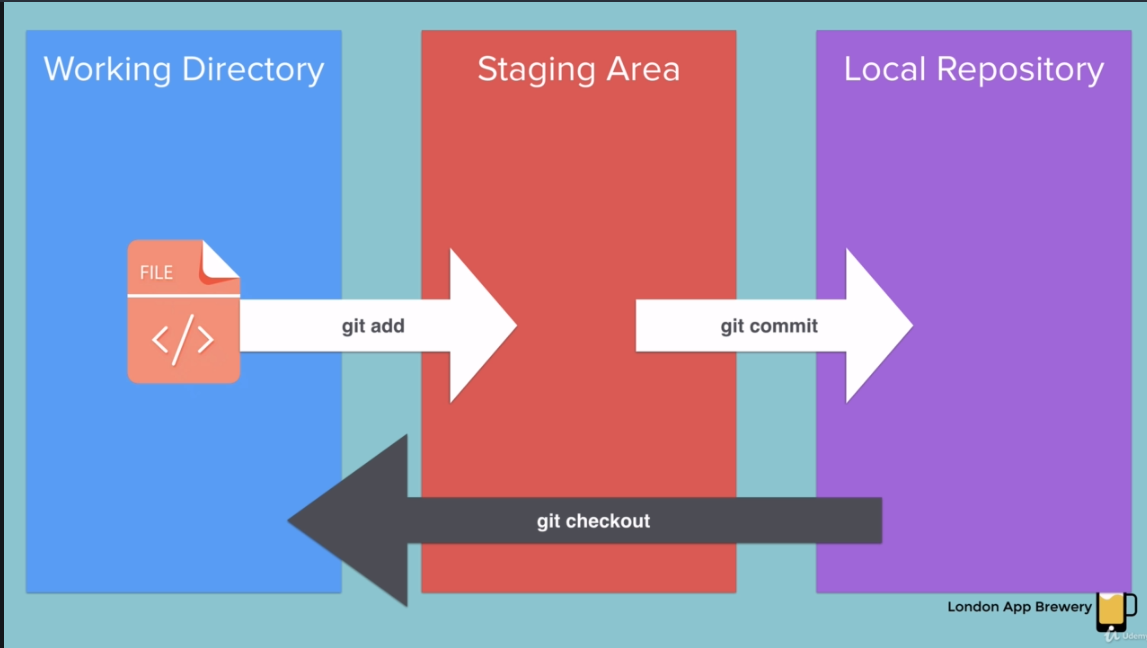 Working Directory
Staging Area
Local Repository
FILE
</>
git add
git commit
git checkout
London App Brewery
Udemy